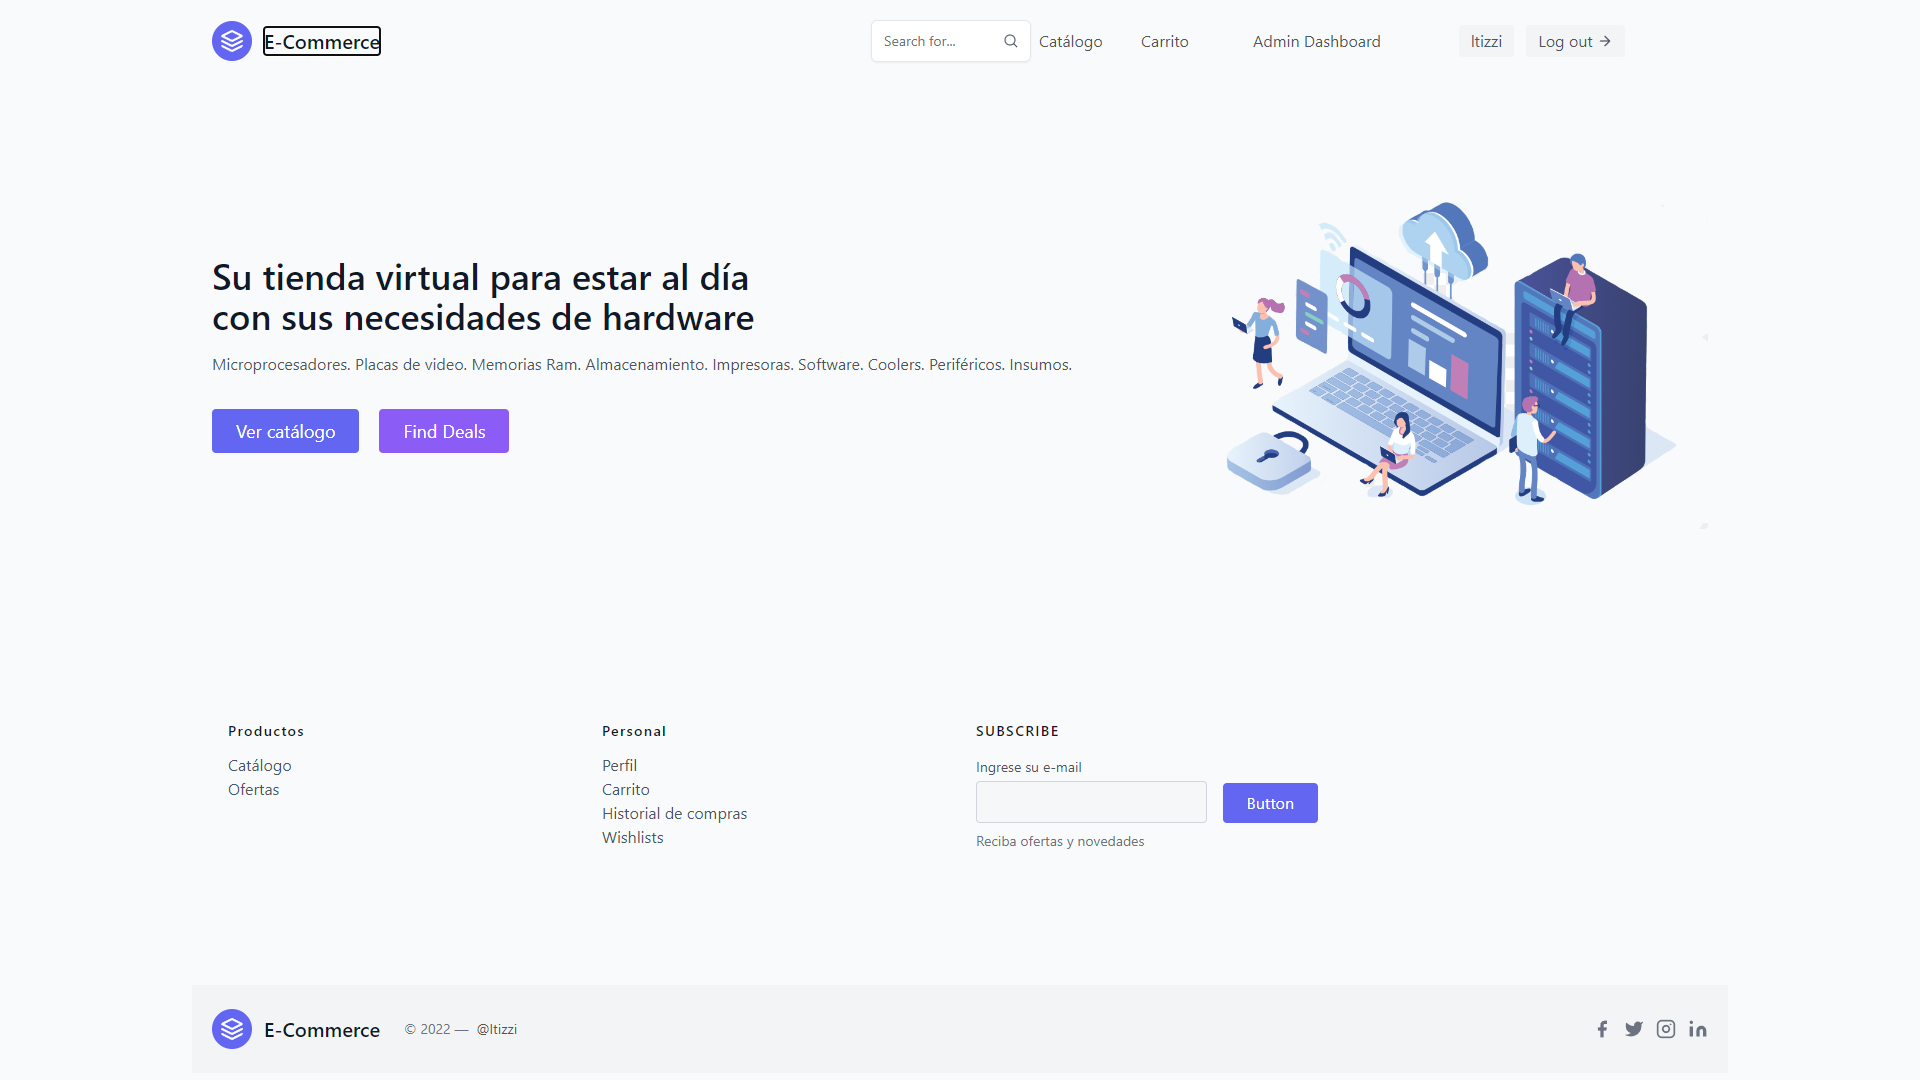 E-Commerce
Search for...
Catálogo
Carrito
Admin Dashboard
ltizzi
Log out →
Su tienda virtual para estar al día
con sus necesidades de hardware
Microprocesadores. Placas de video. Memorias Ram. Almacenamiento. Impresoras. Software. Coolers. Periféricos. Insumos.
Ver catálogo
Find Deals
Productos
Catálogo
Ofertas
Personal
Perfil
Carrito
Historial de compras
Wishlists
SUBSCRIBE
Ingrese su e-mail
Button
Reciba ofertas y novedades
E-Commerce
© 2022 — @ltizzi